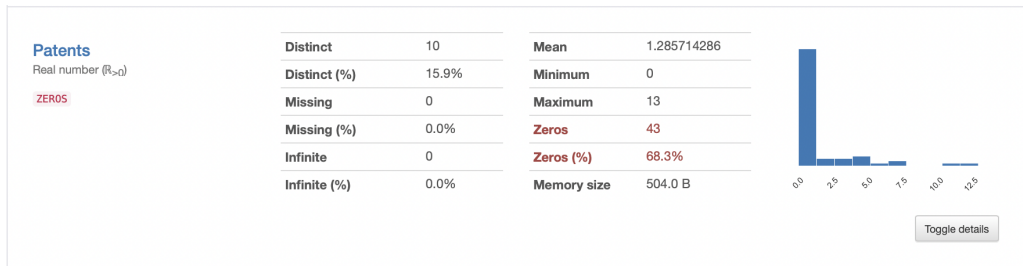 Patents
Real number (ℝ≥0)
ZEROS
Distinct 10
Distinct (%) 15.9%
Missing 0
Missing (%) 0.0%
Infinite 0
Infinite (%) 0.0%
Mean 1.285714286
Minimum 0
Maximum 13
Zeros 43
Zeros (%) 68.3%
Memory size 504.0 B
0.0 2.5 5.0 7.5 10.0 12.5
Toggle details